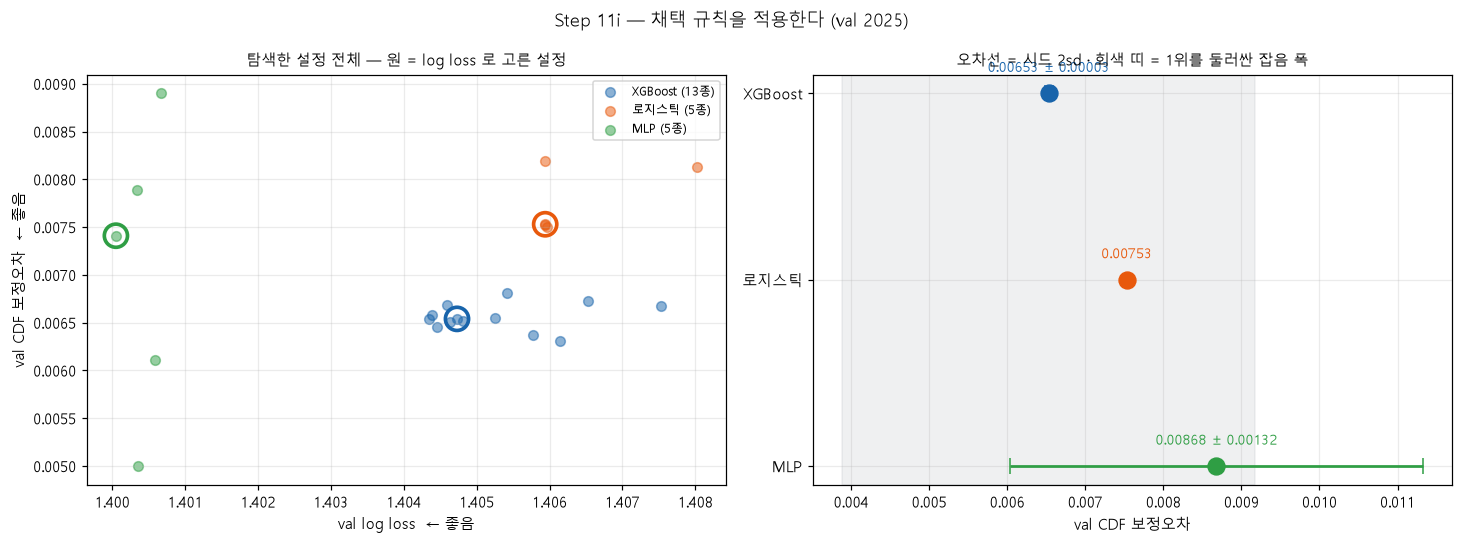 Step 11i — 채택 규칙을 적용한다 (val 2025)
탐색한 설정 전체 — 원 = log loss 로 고른 설정
0.0090
0.0085
0.0080
0.0075
0.0070
0.0065
0.0060
0.0055
0.0050
val CDF 보정오차 ← 좋음
XGBoost (13종)
로지스틱 (5종)
MLP (5종)
1.400
1.401
1.402
1.403
1.404
1.405
1.406
1.407
1.408
val log loss ← 좋음
오차선 = 시드 2sd · 회색 띠 = 1위를 둘러싼 잡음 폭
0.00653 ± 0.00003
XGBoost
0.00753
로지스틱
0.00868 ± 0.00132
MLP
0.004
0.005
0.006
0.007
0.008
0.009
0.010
0.011
val CDF 보정오차